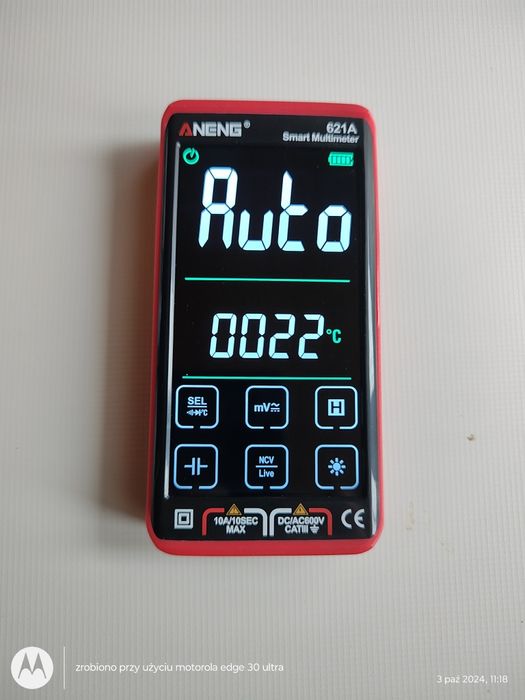 ANENG®
621A
Smart Multimeter
Auto
0022 °C
SEL
°C
mV
H
NCV
Live
10A/10SEC
MAX
DC/AC600V
CATIII
CE
zrobiono przy użyciu motorola edge 30 ultra
3 paź 2024, 11:18